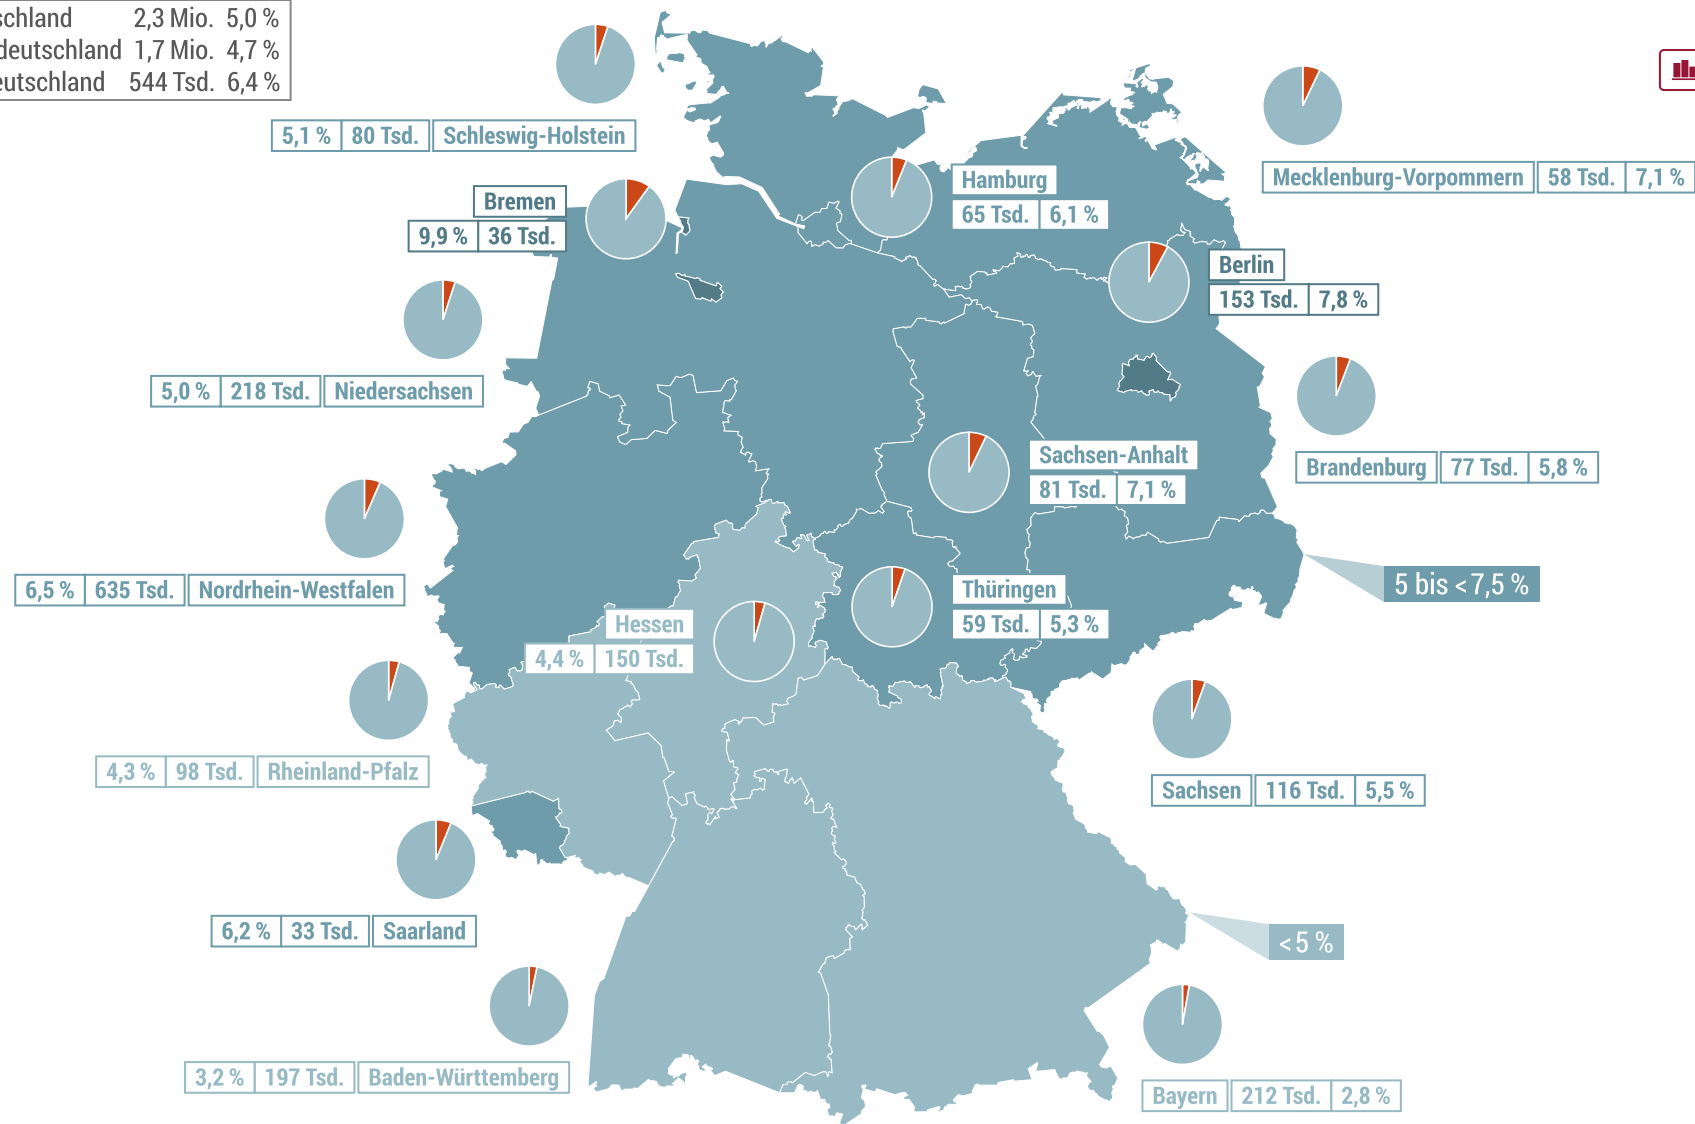 schland 2,3 Mio. 5,0 %
deutschland 1,7 Mio. 4,7 %
eutschland 544 Tsd. 6,4 %
5,1 % 80 Tsd. Schleswig-Holstein
Mecklenburg-Vorpommern 58 Tsd. 7,1 %
Hamburg
65 Tsd. 6,1 %
Bremen
9,9 % 36 Tsd.
Berlin
153 Tsd. 7,8 %
5,0 % 218 Tsd. Niedersachsen
Sachsen-Anhalt
81 Tsd. 7,1 %
Brandenburg 77 Tsd. 5,8 %
6,5 % 635 Tsd. Nordrhein-Westfalen
5 bis <7,5 %
Thüringen
59 Tsd. 5,3 %
Hessen
4,4 % 150 Tsd.
4,3 % 98 Tsd. Rheinland-Pfalz
Sachsen 116 Tsd. 5,5 %
6,2 % 33 Tsd. Saarland
<5 %
3,2 % 197 Tsd. Baden-Württemberg
Bayern 212 Tsd. 2,8 %